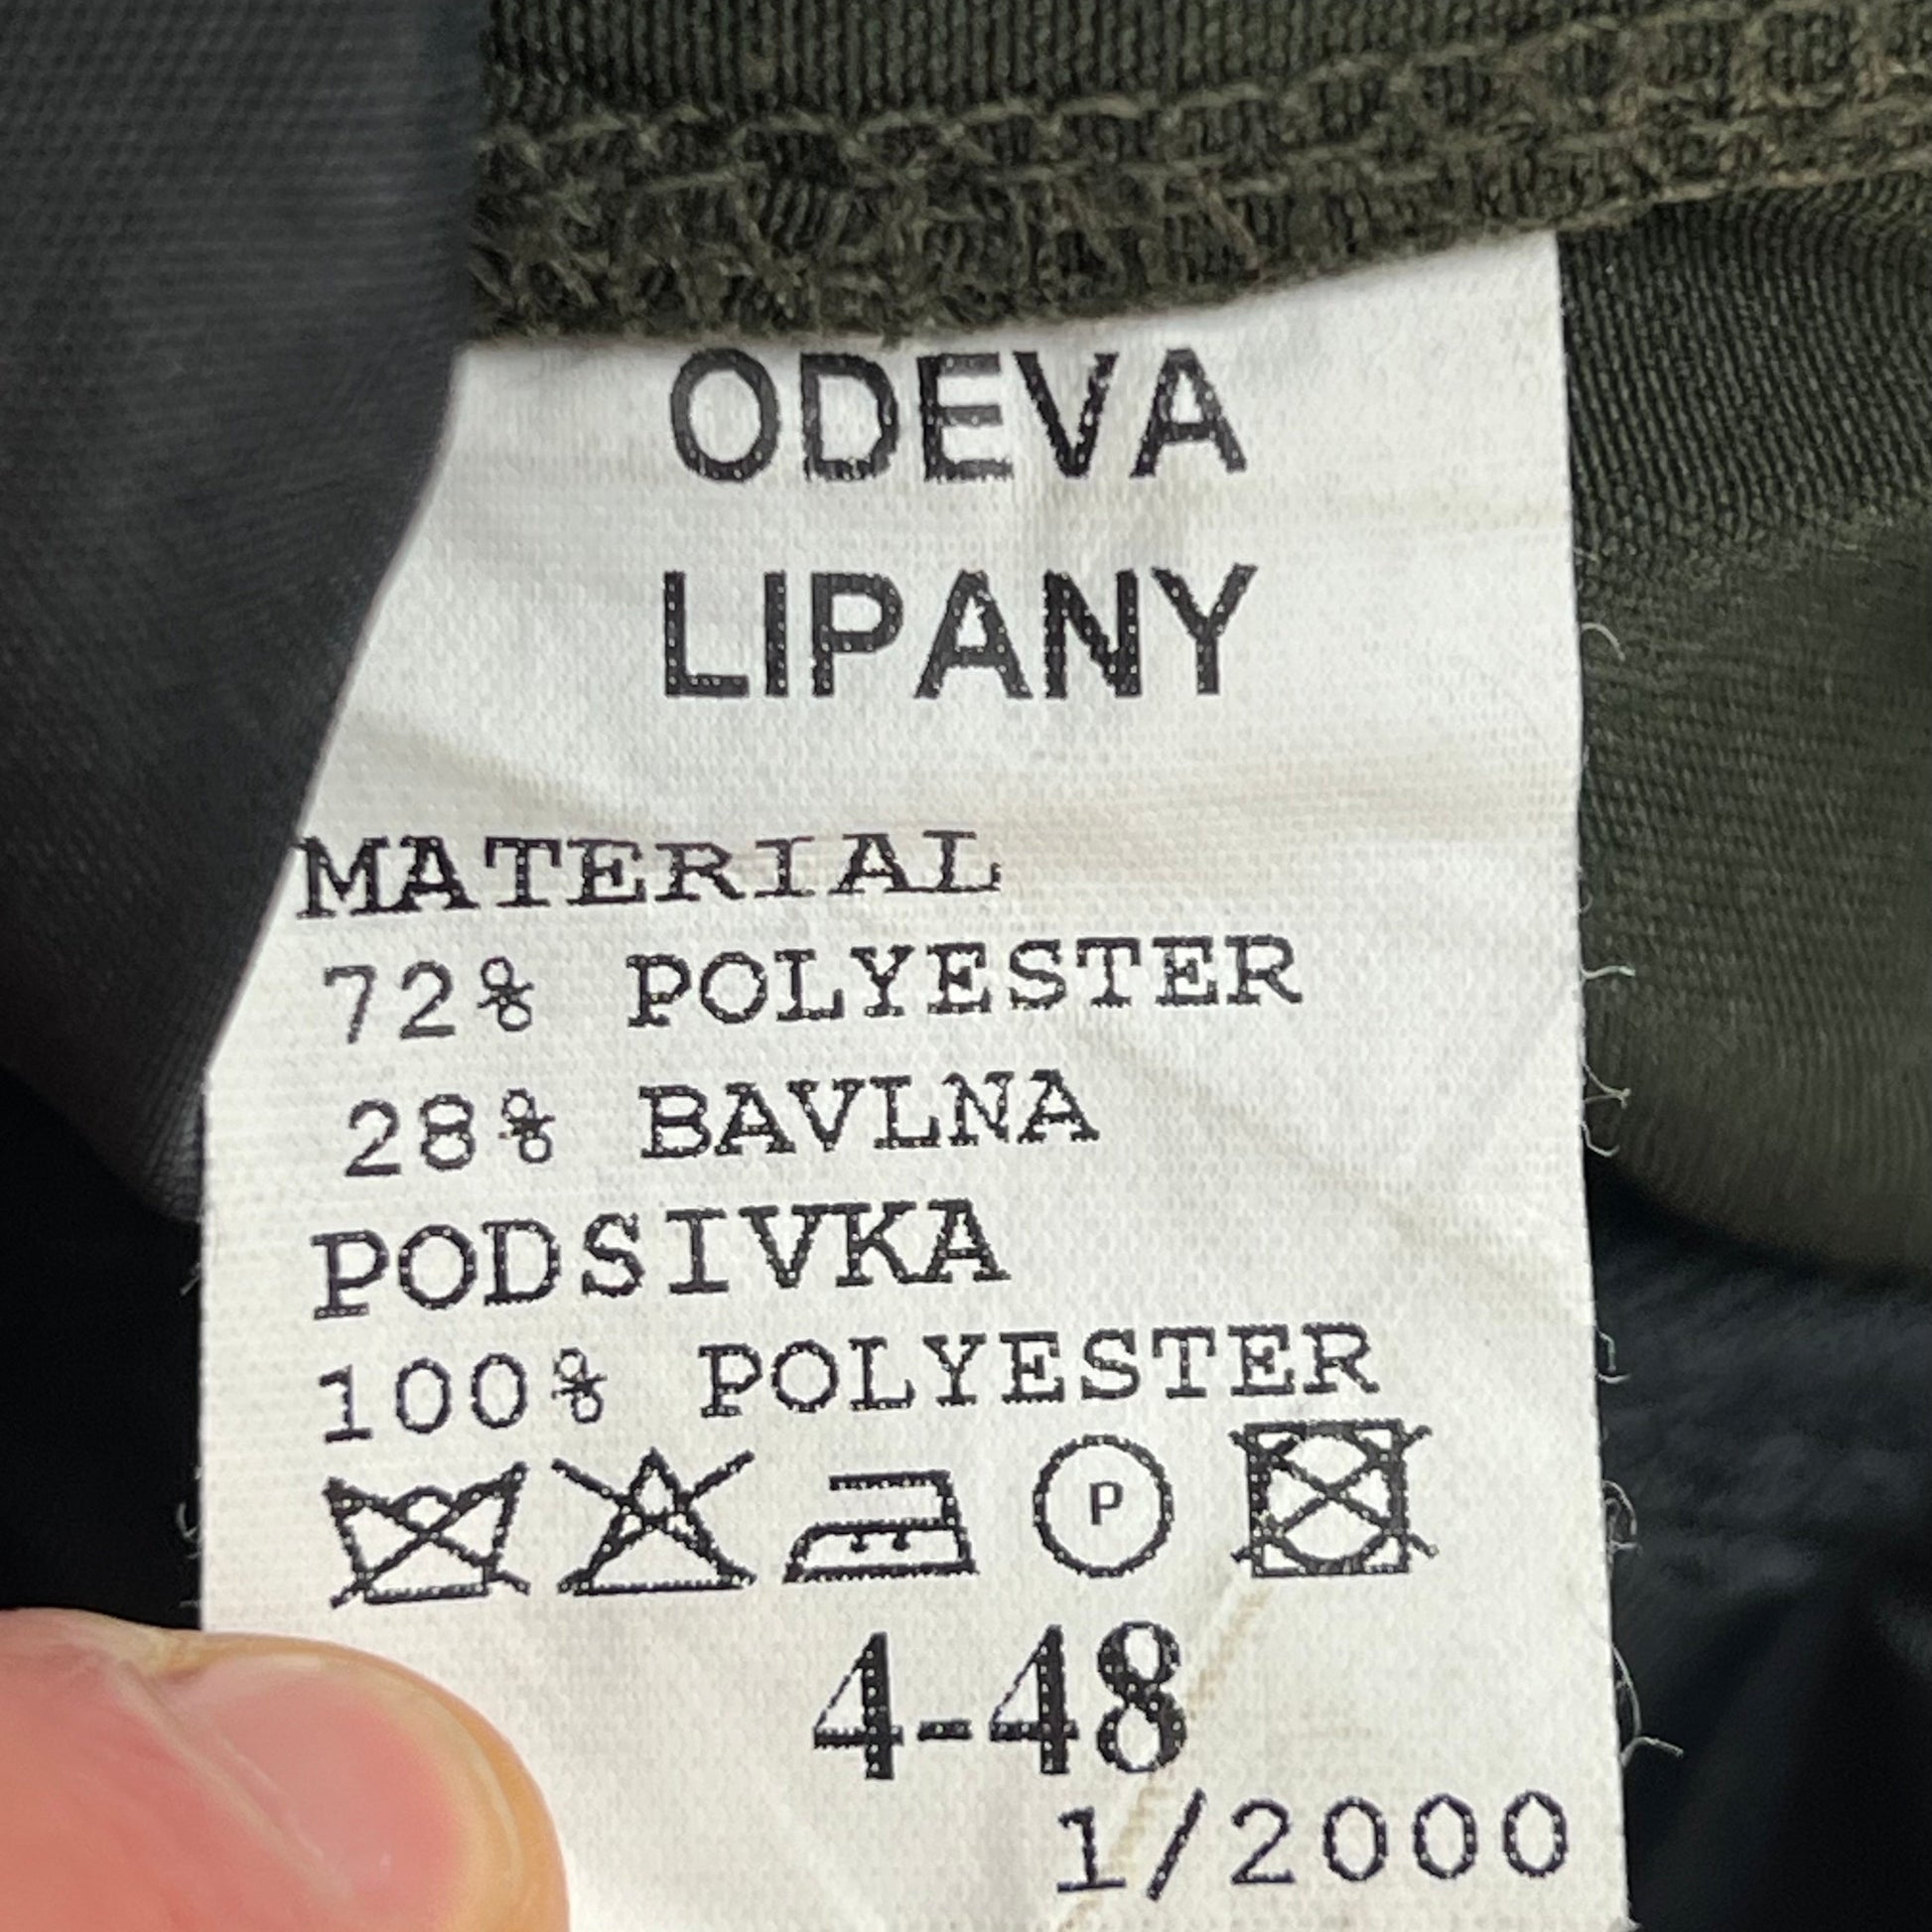 ODEVA
LIPANY
MATERIAL
72% POLYESTER
28% BAVLNA
PODSIVKA
100% POLYESTER
P
4-48
1/2000